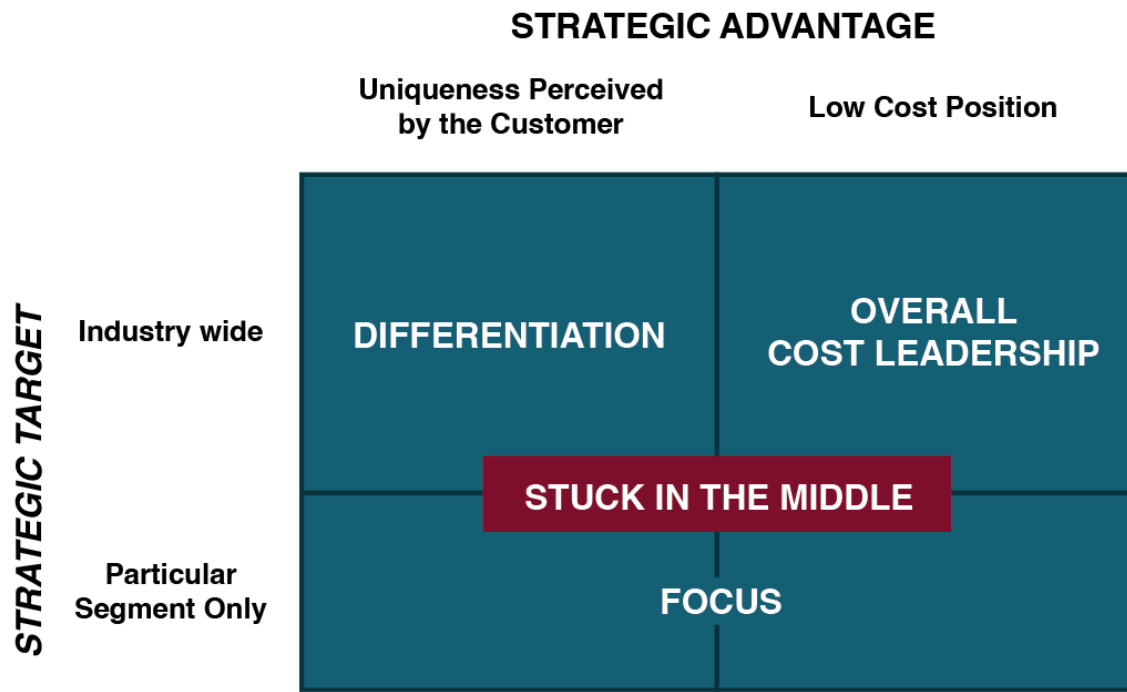 STRATEGIC ADVANTAGE
Uniqueness Perceived
by the Customer
Low Cost Position
STRATEGIC TARGET
Industry wide
DIFFERENTIATION
OVERALL
COST LEADERSHIP
STUCK IN THE MIDDLE
Particular
Segment Only
FOCUS